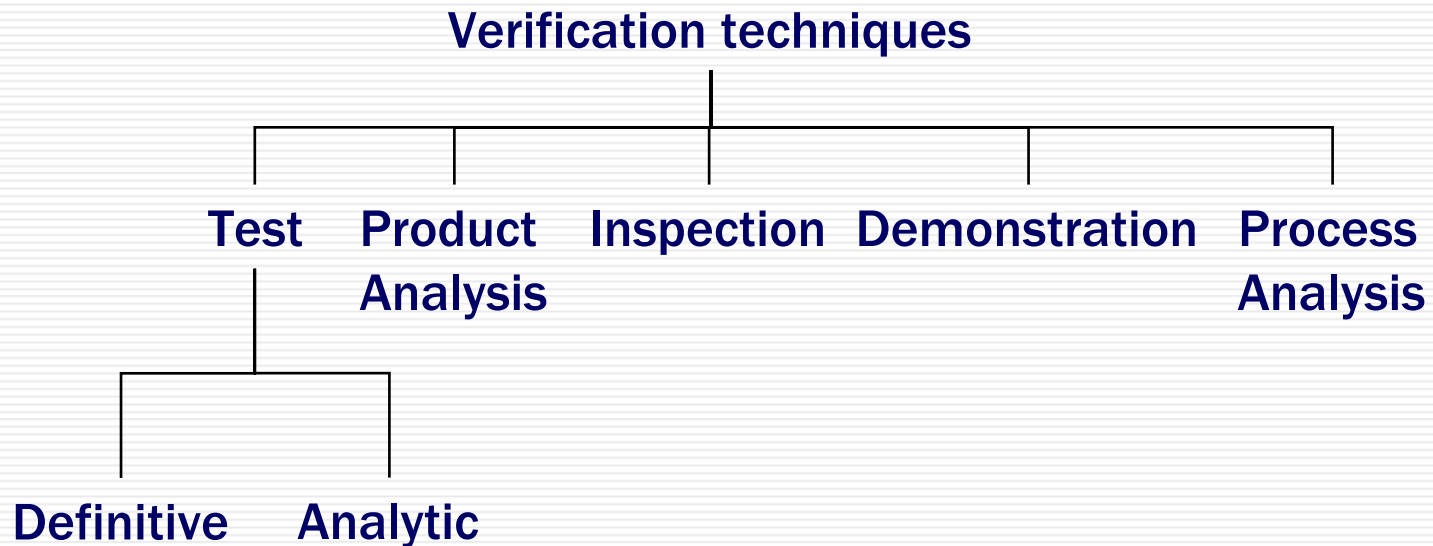 Verification techniques
Test Product Inspection Demonstration Process
Analysis Analysis
Definitive Analytic